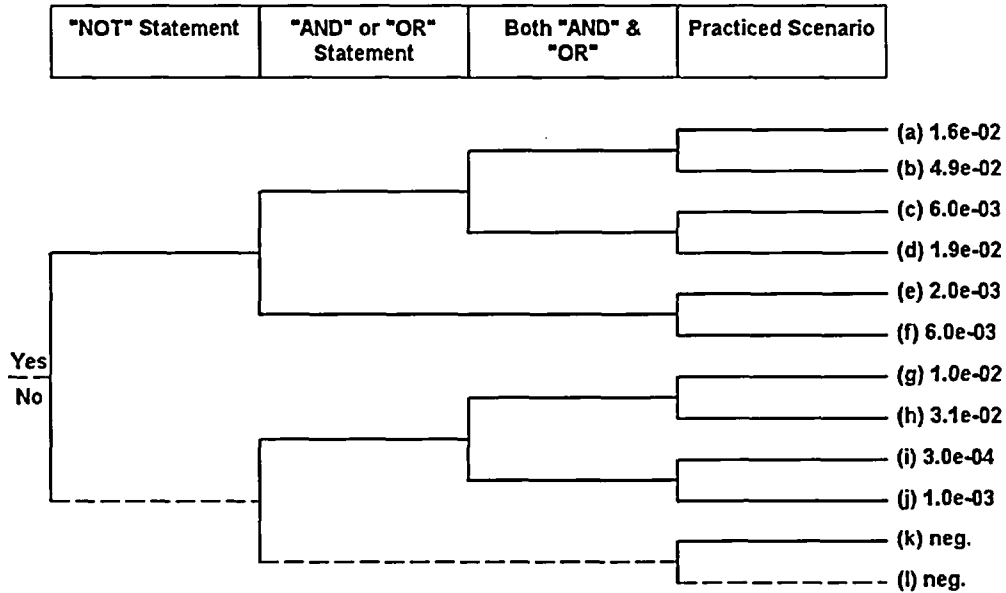 "NOT" Statement
"AND" or "OR"
Statement
Both "AND" &
"OR"
Practiced Scenario
(a) 1.6e-02
(b) 4.9e-02
(c) 6.0e-03
(d) 1.9e-02
(e) 2.0e-03
(f) 6.0e-03
Yes
No
(g) 1.0e-02
(h) 3.1e-02
(i) 3.0e-04
(j) 1.0e-03
(k) neg.
(l) neg.